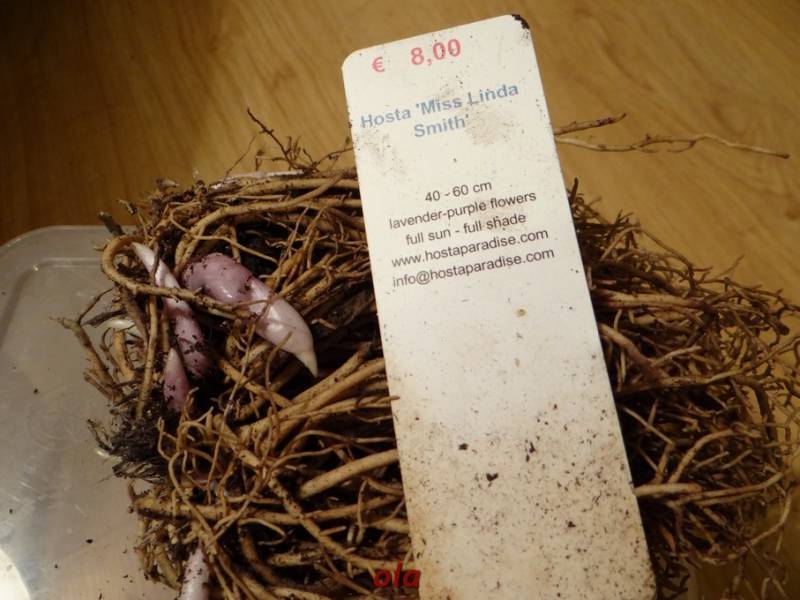 € 8,00
Hosta 'Miss Linda
Smith'
40 - 60 cm
lavender-purple flowers
full sun - full shade
www.hostaparadise.com
info@hostaparadise.com
ola